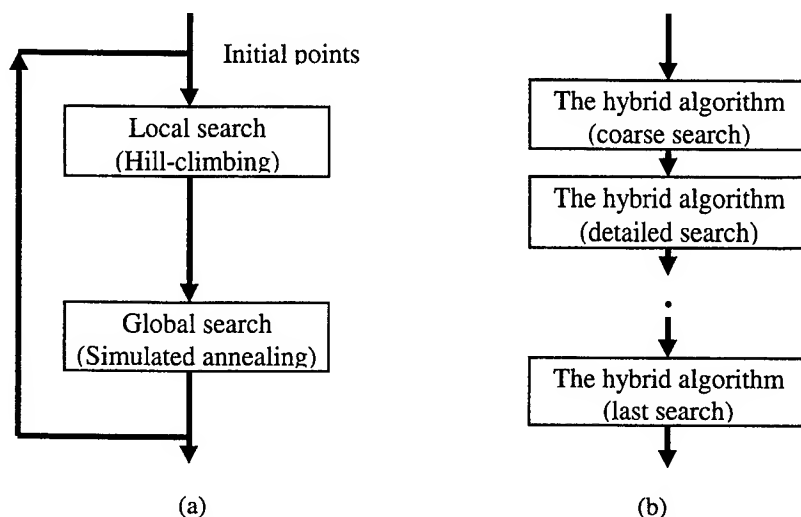 Initial points
Local search
(Hill-climbing)
Global search
(Simulated annealing)
(a)
The hybrid algorithm
(coarse search)
The hybrid algorithm
(detailed search)
The hybrid algorithm
(last search)
(b)